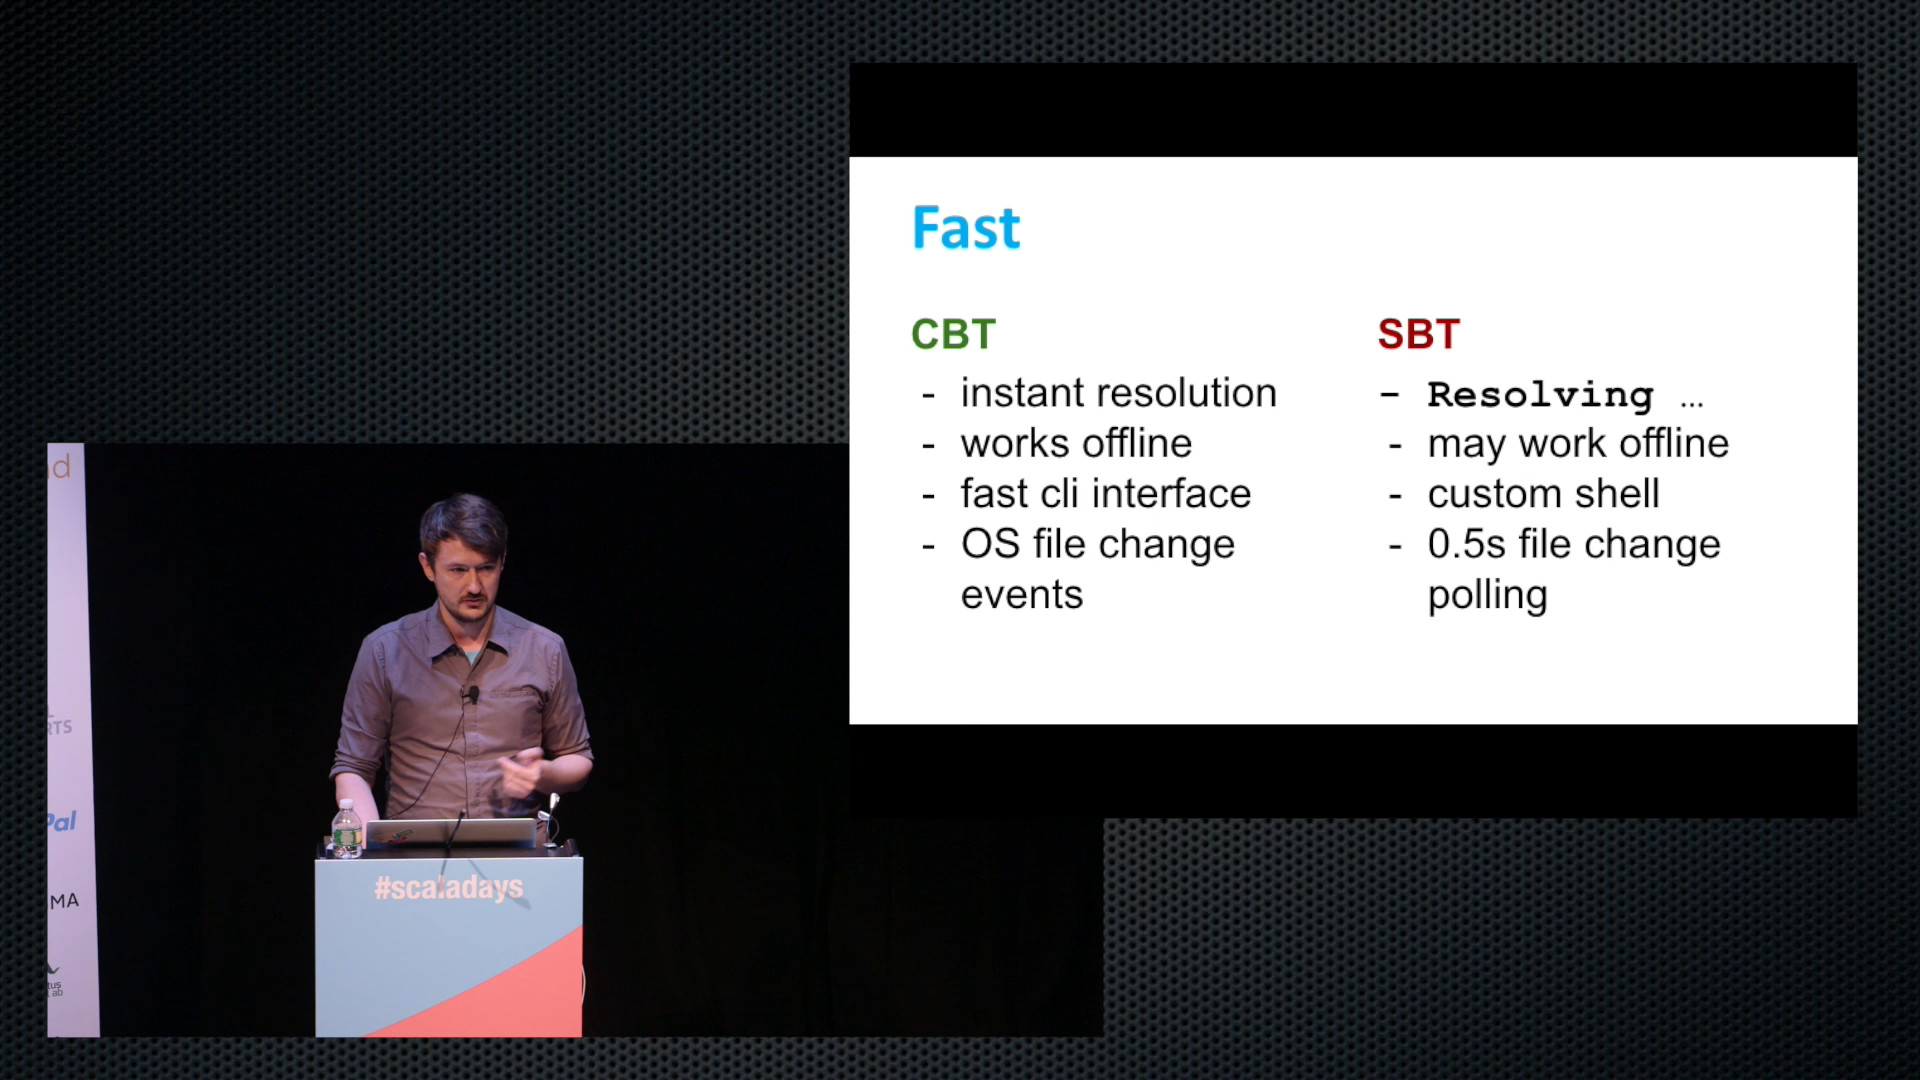 Fast
CBT
- instant resolution
- works offline
- fast cli interface
- OS file change
events
SBT
- Resolving ...
- may work offline
- custom shell
- 0.5s file change
polling
#scaladays
Pal
MA